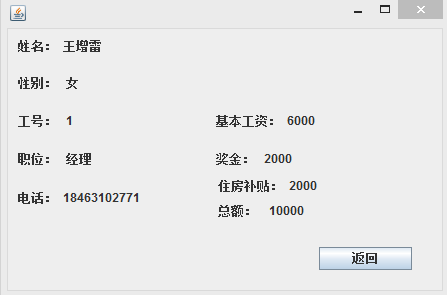 姓名： 王增雷
性别： 女
工号： 1 基本工资： 6000
职位： 经理 奖金： 2000
住房补贴： 2000
电话： 18463102771
总额： 10000
返回